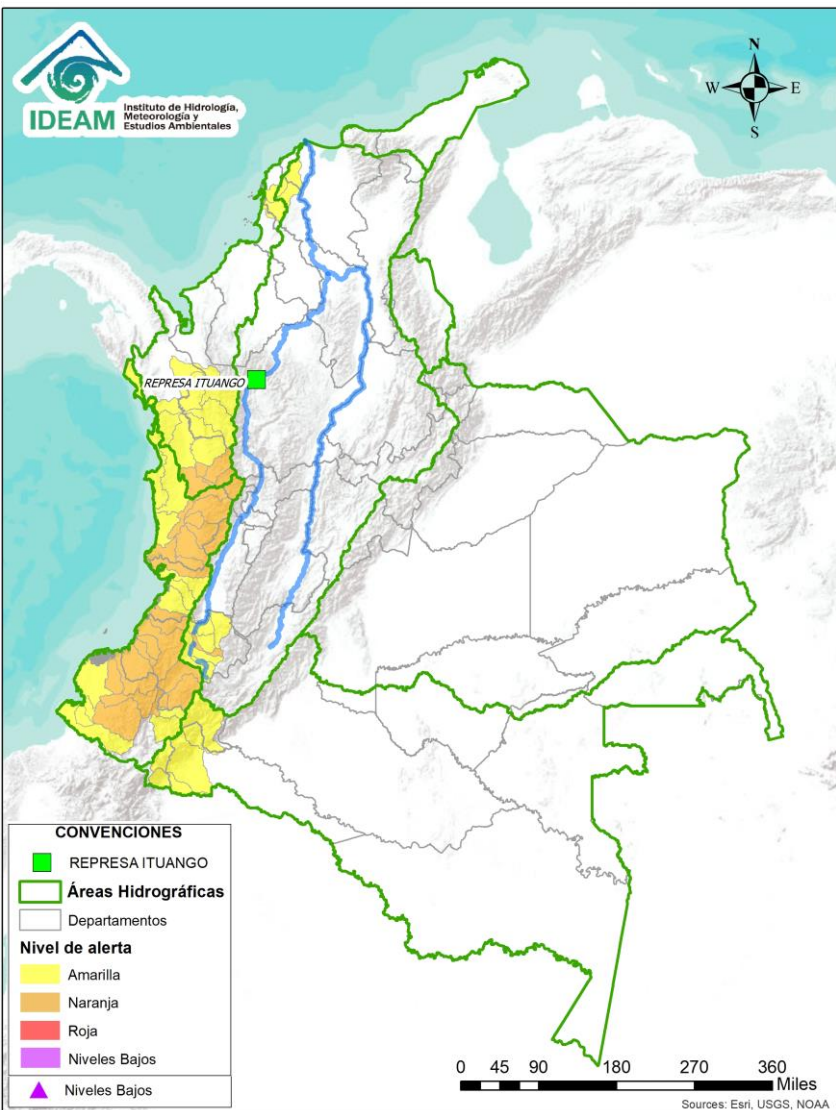 IDEAM
Instituto de Hidrología,
Meteorología y
Estudios Ambientales
N
W E
S
REPRESA ITUANGO
CONVENCIONES
REPRESA ITUANGO
Áreas Hidrográficas
Departamentos
Nivel de alerta
Amarilla
Naranja
Roja
Niveles Bajos
Niveles Bajos
0 45 90 180 270 360
Miles
Sources: Esri, USGS, NOAA